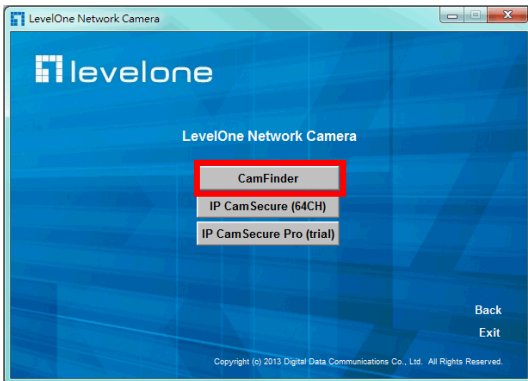 LevelOne Network Camera
levelone
LevelOne Network Camera
CamFinder
IP CamSecure (64CH)
IP CamSecure Pro (trial)
Back
Exit
Copyright (c) 2013 Digital Data Communications Co., Ltd. All Rights Reserved.